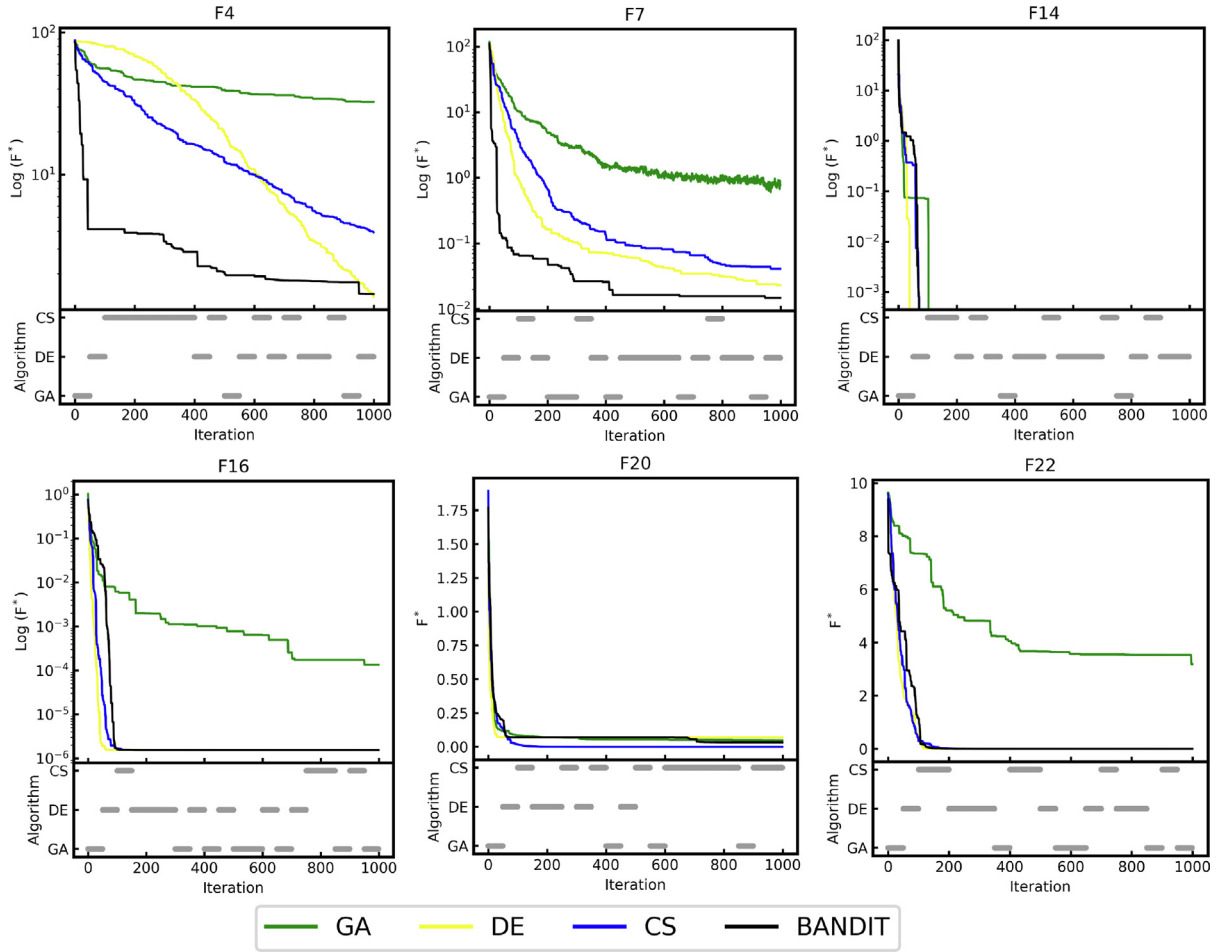 F4
Log (F*)
10²
10¹
CS
DE
GA
Algorithm
0 200 400 600 800 1000
Iteration
F7
Log (F*)
10²
10¹
10⁰
10⁻¹
10⁻²
CS
DE
GA
Algorithm
0 200 400 600 800 1000
Iteration
F14
Log (F*)
10²
10¹
10⁰
10⁻¹
10⁻²
10⁻³
CS
DE
GA
Algorithm
0 200 400 600 800 1000
Iteration
F16
Log (F*)
10⁰
10⁻¹
10⁻²
10⁻³
10⁻⁴
10⁻⁵
10⁻⁶
CS
DE
GA
Algorithm
0 200 400 600 800 1000
Iteration
F20
F*
1.75
1.50
1.25
1.00
0.75
0.50
0.25
0.00
CS
DE
GA
Algorithm
0 200 400 600 800 1000
Iteration
F22
F*
10
8
6
4
2
0
CS
DE
GA
Algorithm
0 200 400 600 800 1000
Iteration
GA DE CS BANDIT